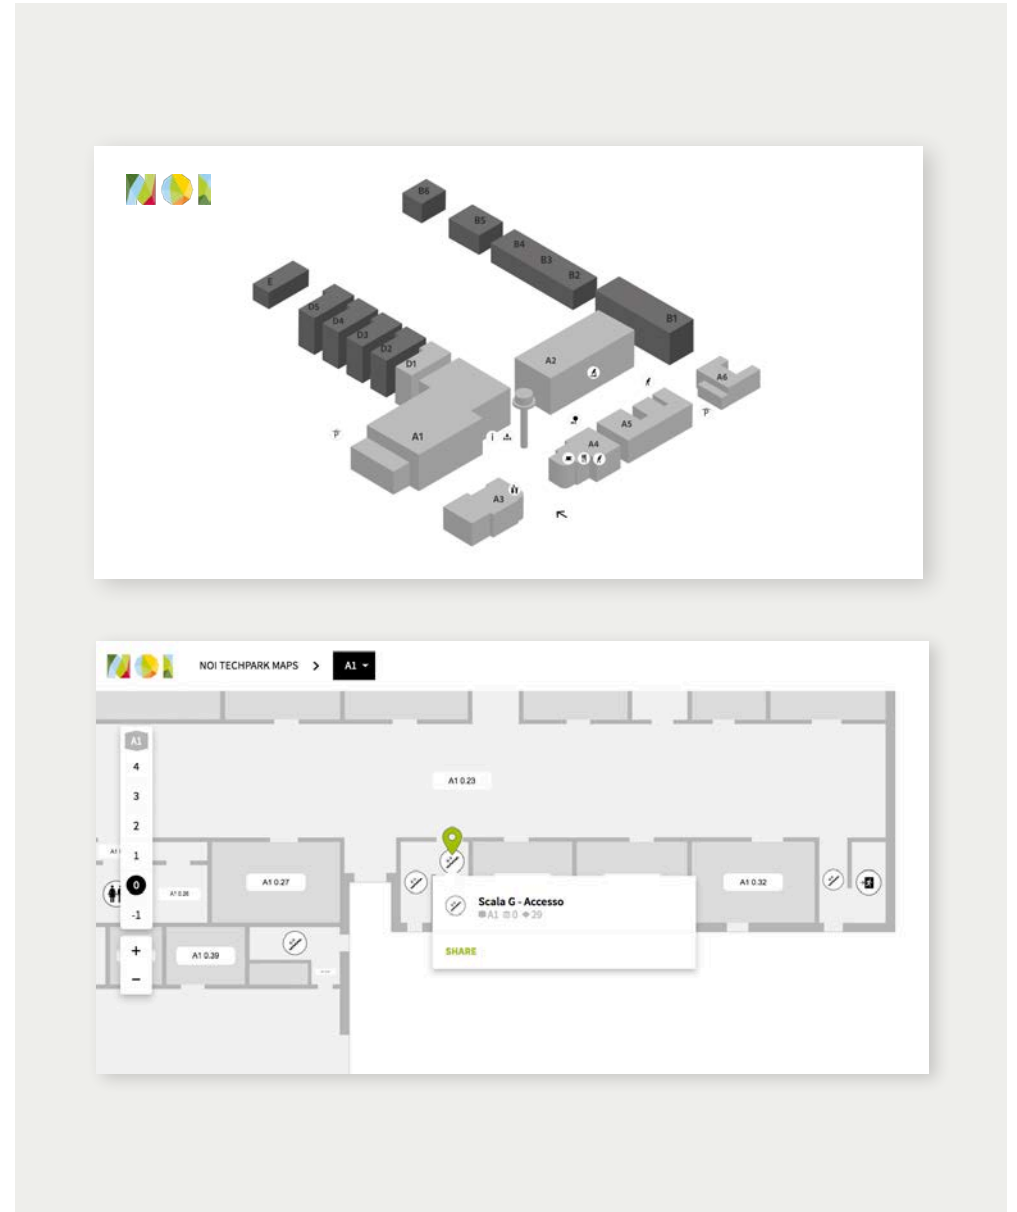 NOI
B6
B5
B4
B3
B2
E
D5
D4
D3
D2
D1
B1
A2
A6
A5
A1
A4
A3
NOI
NOI TECHPARK MAPS > A1
A1
4
3
2
1
0
-1
+
−
A1 0.23
A1 0.27
A1 0.32
A1 0.39
Scala G - Accesso
A1 0 29
SHARE